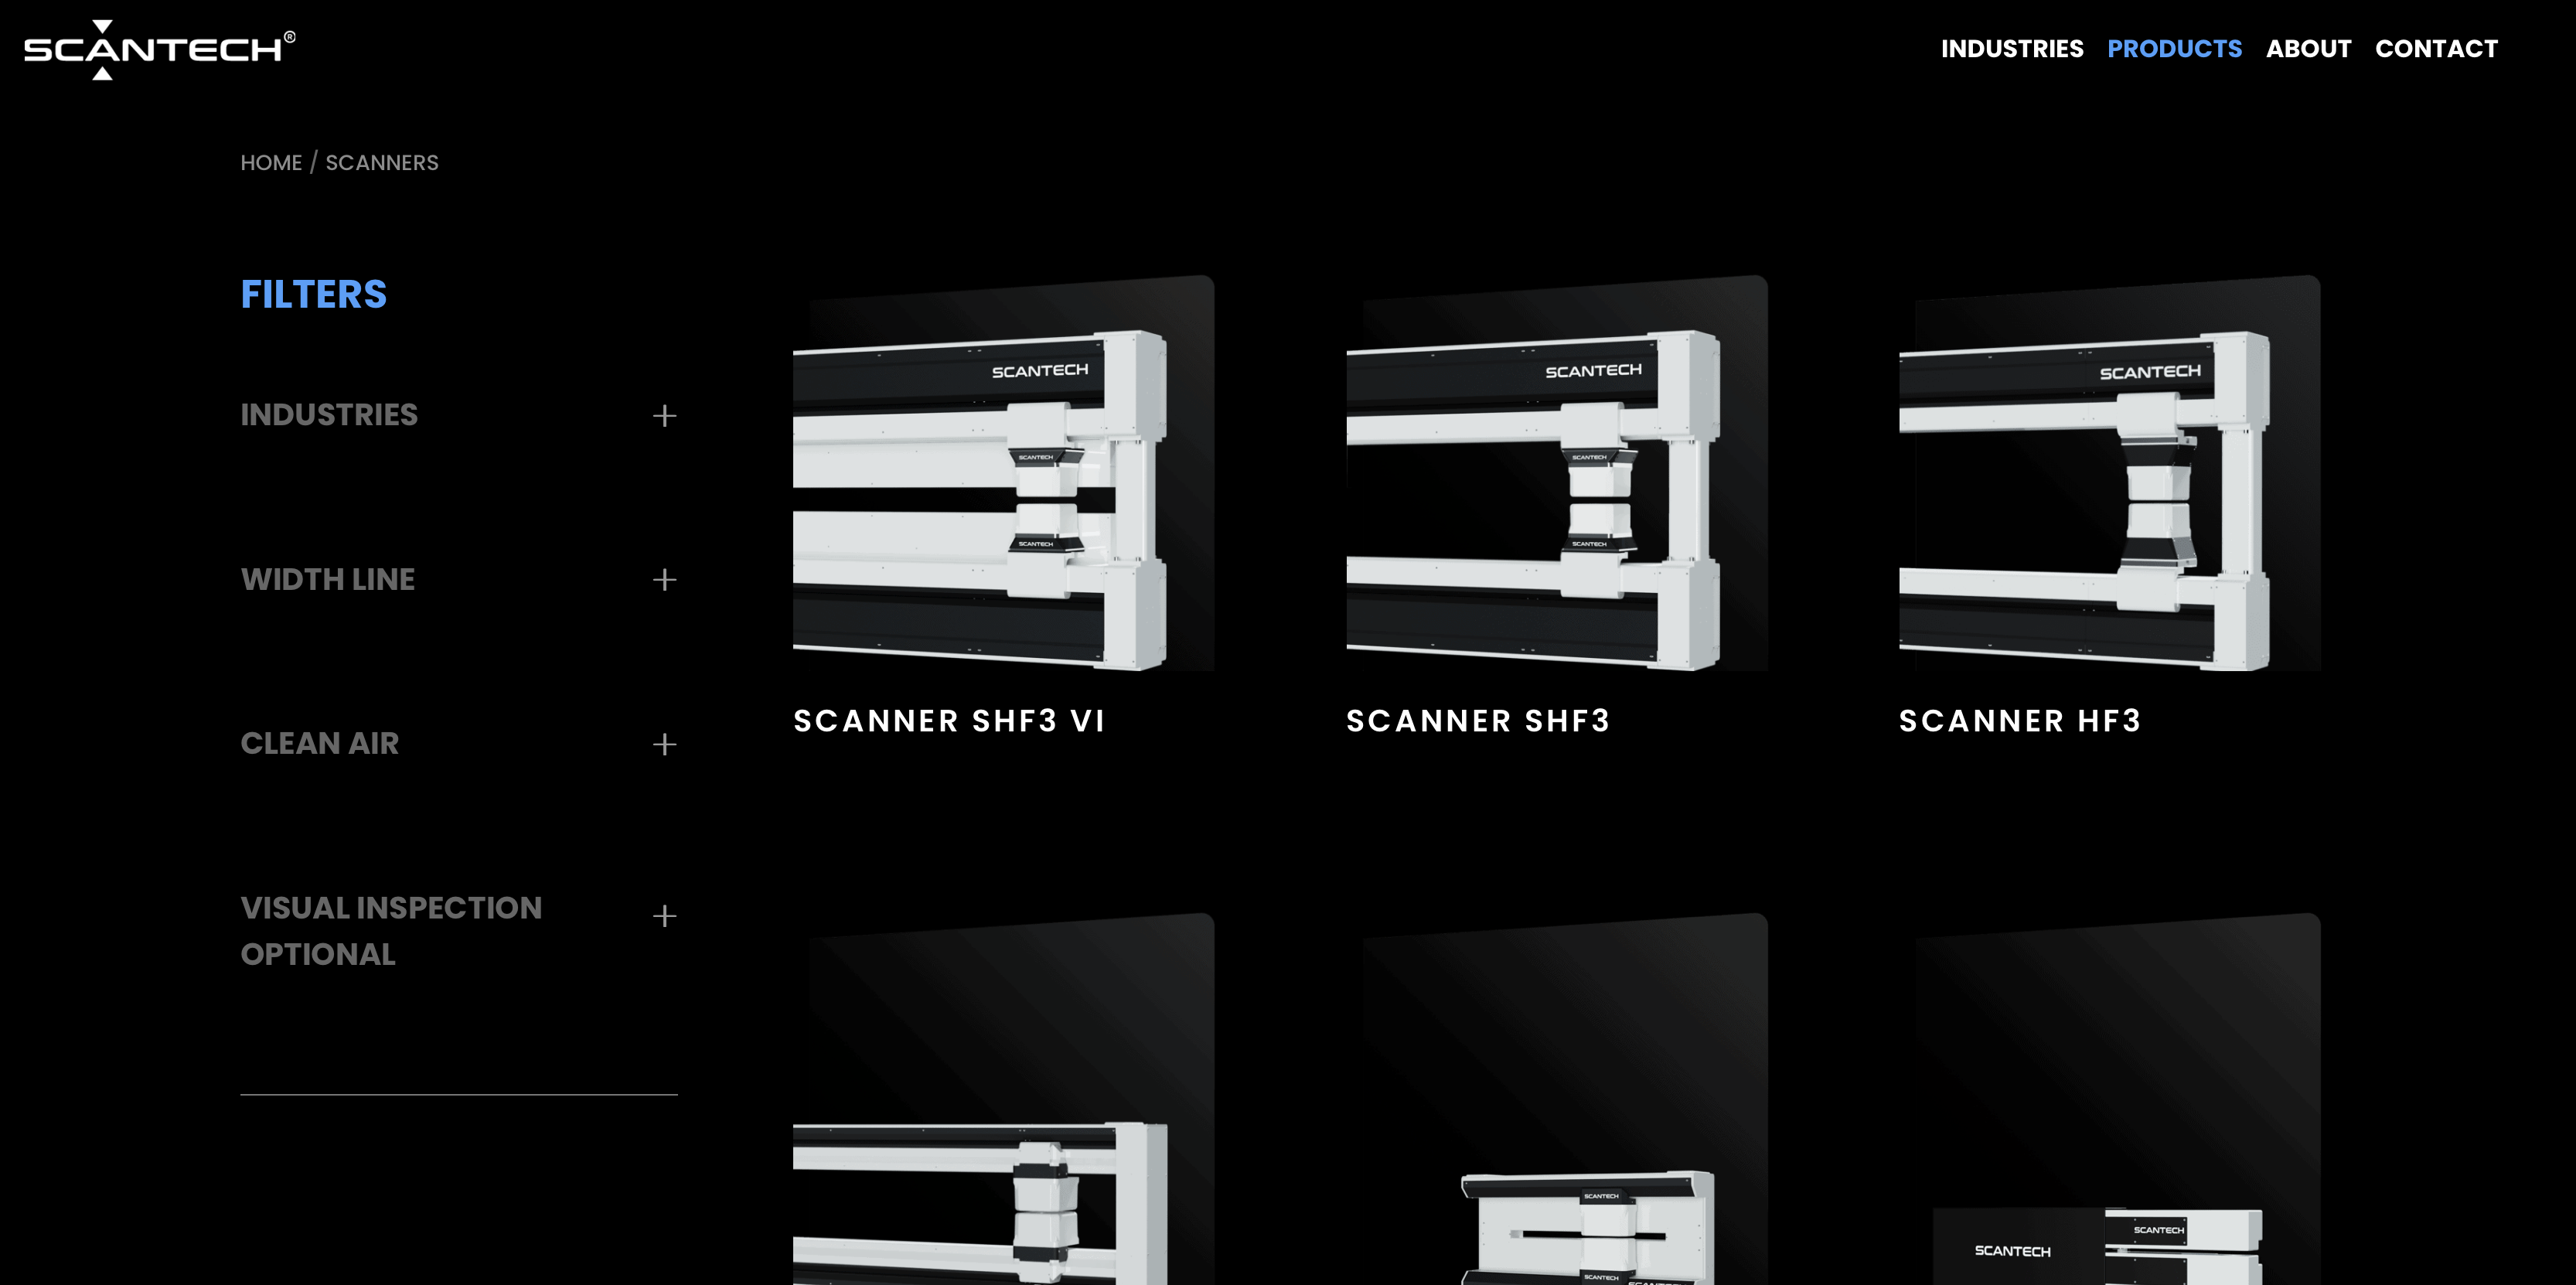 SCANTECH®
INDUSTRIES PRODUCTS ABOUT CONTACT
HOME / SCANNERS
FILTERS
INDUSTRIES
WIDTH LINE
CLEAN AIR
VISUAL INSPECTION
OPTIONAL
SCANTECH
SCANTECH
SCANTECH
SCANNER SHF3 VI
SCANTECH
SCANTECH
SCANTECH
SCANNER SHF3
SCANTECH
SCANNER HF3
SCANTECH
SCANTECH
SCANTECH
SCANTECH
SCANTECH